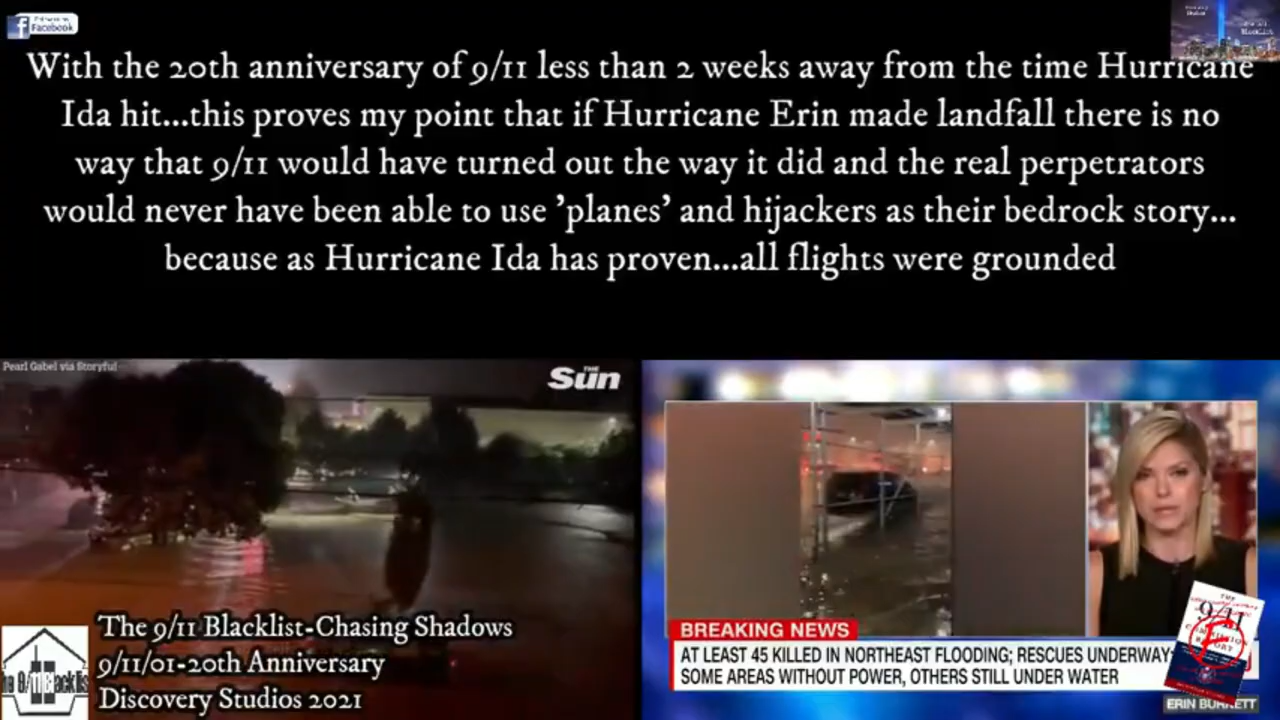 Facebook
With the 20th anniversary of 9/11 less than 2 weeks away from the time Hurricane
Ida hit...this proves my point that if Hurricane Erin made landfall there is no
way that 9/11 would have turned out the way it did and the real perpetrators
would never have been able to use 'planes' and hijackers as their bedrock story...
because as Hurricane Ida has proven...all flights were grounded
Pearl Gabel via Storyful
THE
Sun
The 9/11 Blacklist-Chasing Shadows
9/11/01-20th Anniversary
Discovery Studios 2021
BREAKING NEWS
AT LEAST 45 KILLED IN NORTHEAST FLOODING; RESCUES UNDERWAY;
SOME AREAS WITHOUT POWER, OTHERS STILL UNDER WATER
THE
9/11
REPORT
F
ERIN BURNETT